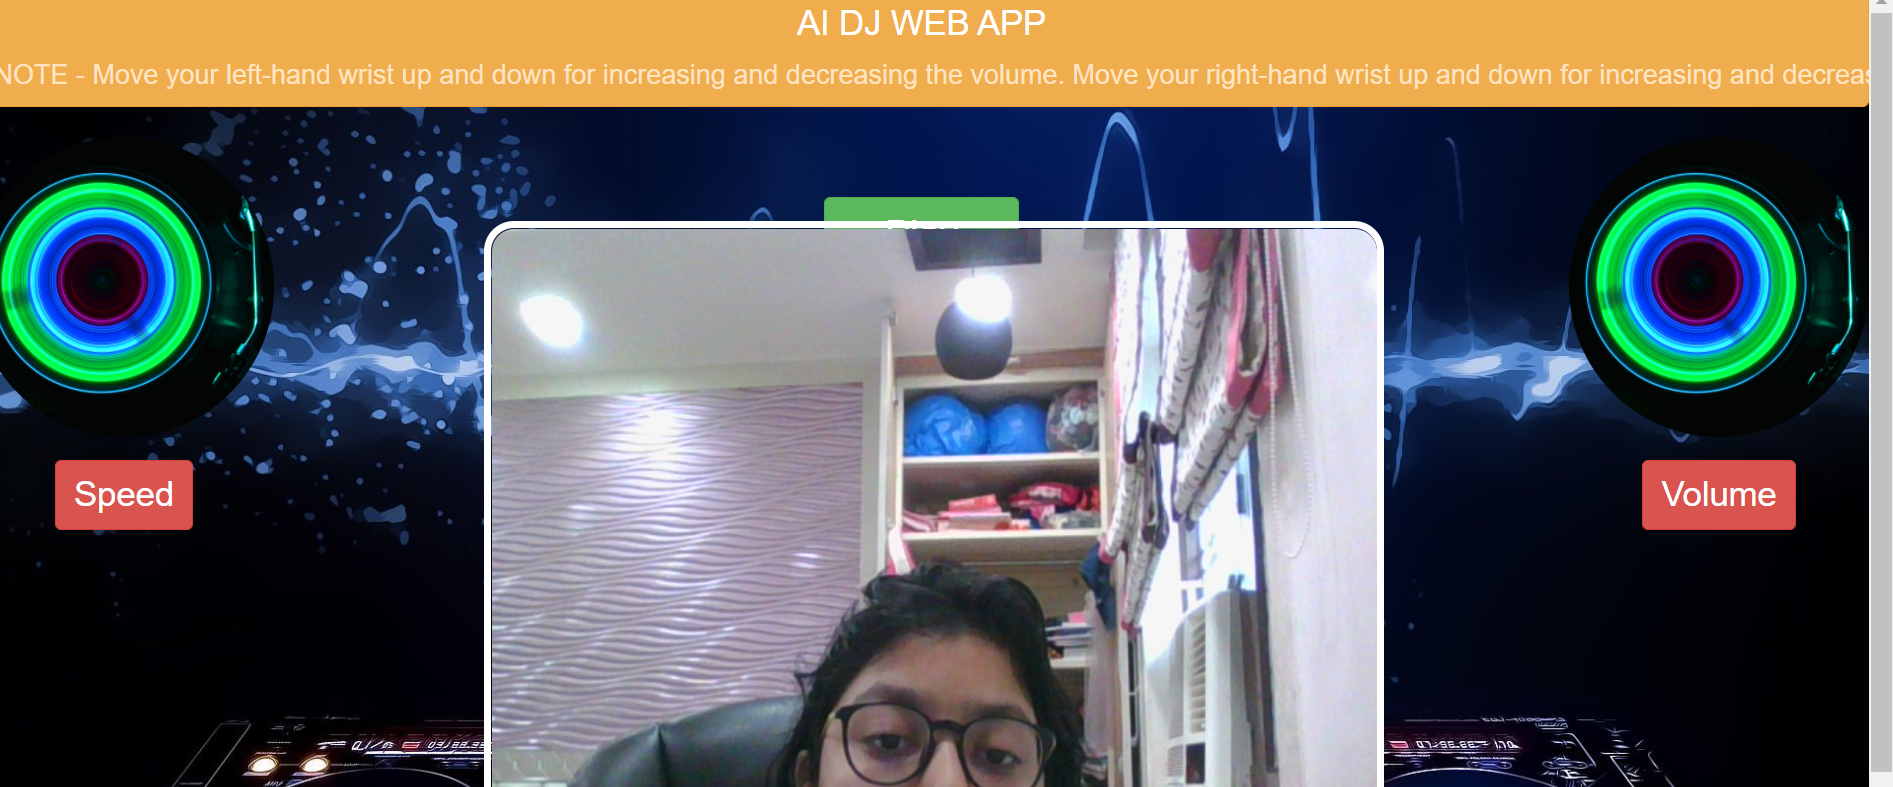 AI DJ WEB APP
NOTE - Move your left-hand wrist up and down for increasing and decreasing the volume. Move your right-hand wrist up and down for increasing and decreas
Speed
Volume